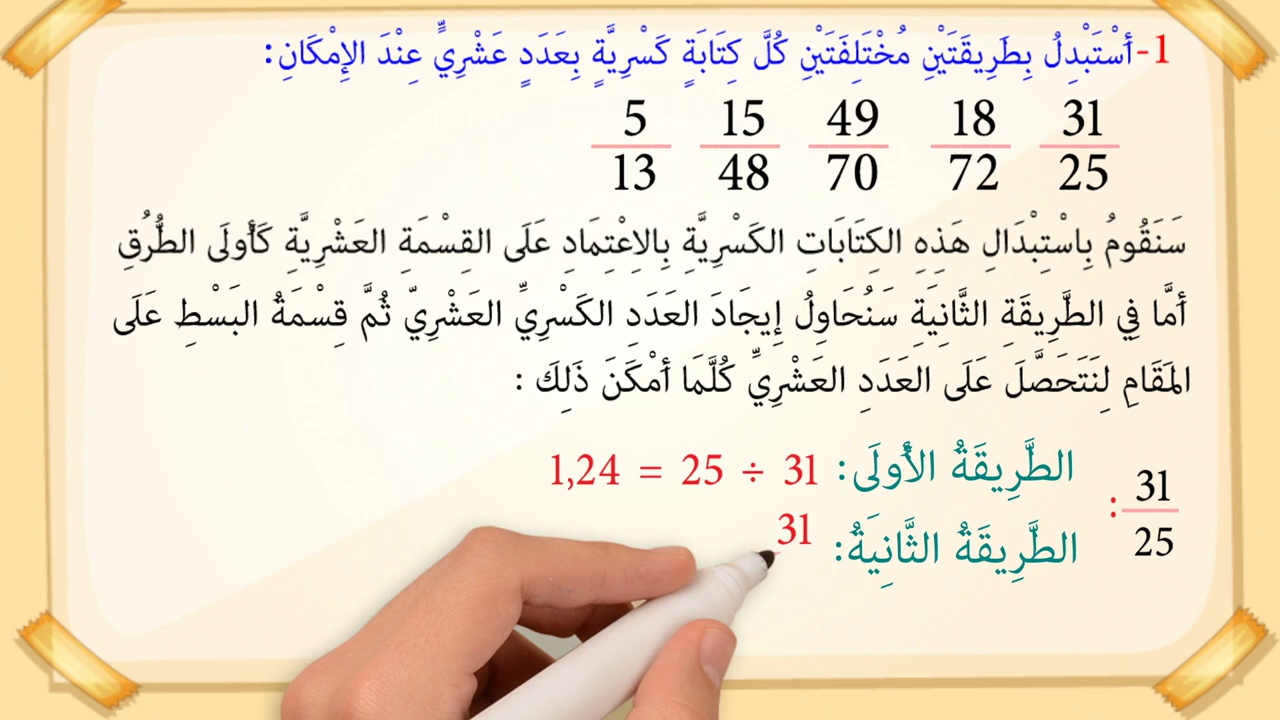 1- أَسْتَبْدِلُ بِطَرِيقَتَيْنِ مُخْتَلِفَتَيْنِ كُلَّ كِتَابَةٍ كَسْرِيَّةٍ بِعَدَدٍ عَشْرِيٍّ عِنْدَ الإِمْكَانِ:
31/25 18/72 49/70 15/48 5/13
سَنَقُومُ بِاسْتِبْدَالِ هَذِهِ الكِتَابَاتِ الكَسْرِيَّةِ بِالاِعْتِمَادِ عَلَى القِسْمَةِ العَشْرِيَّةِ كَأُولَى الطُّرُقِ
أَمَّا فِي الطَّرِيقَةِ الثَّانِيَةِ سَنُحَاوِلُ إِيجَادَ العَدَدِ الكَسْرِيِّ العَشْرِيّ ثُمَّ قِسْمَةُ البَسْطِ عَلَى
المَقَامِ لِنَتَحَصَّلَ عَلَى العَدَدِ العَشْرِيِّ كُلَّمَا أَمْكَنَ ذَلِكَ :
31/25 :
الطَّرِيقَةُ الأُولَى: 31 ÷ 25 = 1,24
الطَّرِيقَةُ الثَّانِيَةُ: 31